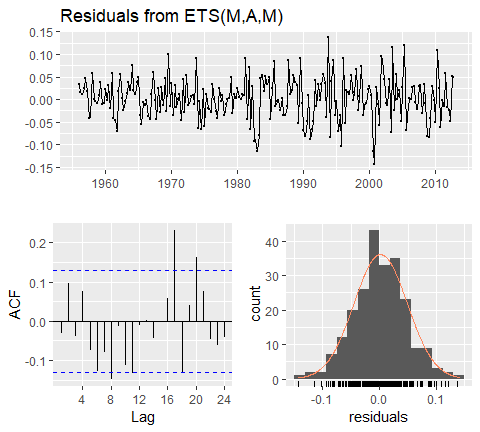 Residuals from ETS(M,A,M)
0.15
0.10
0.05
0.00
-0.05
-0.10
-0.15
1960 1970 1980 1990 2000 2010
ACF
0.2
0.1
0.0
-0.1
4 8 12 16 20 24
Lag
count
40
30
20
10
0
-0.1 0.0 0.1
residuals